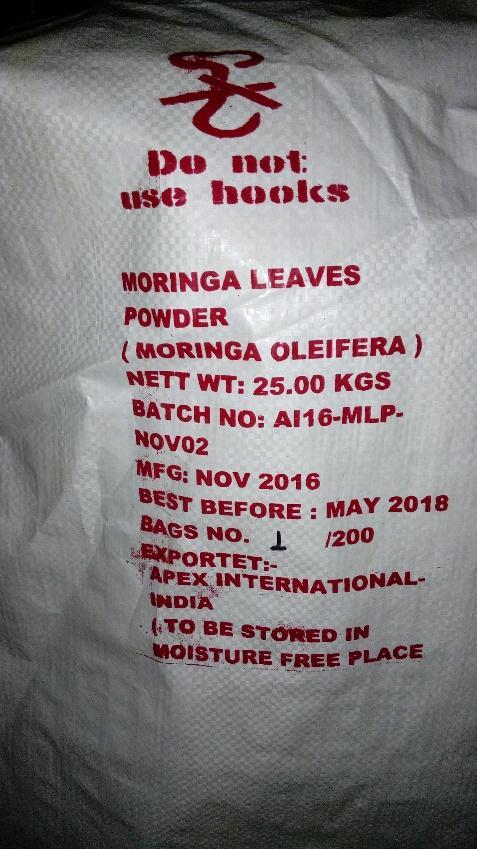 Do not
use hooks
MORINGA LEAVES
POWDER
( MORINGA OLEIFERA )
NETT WT: 25.00 KGS
BATCH NO: AI16-MLP-
NOV02
MFG: NOV 2016
BEST BEFORE : MAY 2018
BAGS NO. 1 /200
EXPORTET:-
APEX INTERNATIONAL-
INDIA
( TO BE STORED IN
MOISTURE FREE PLACE